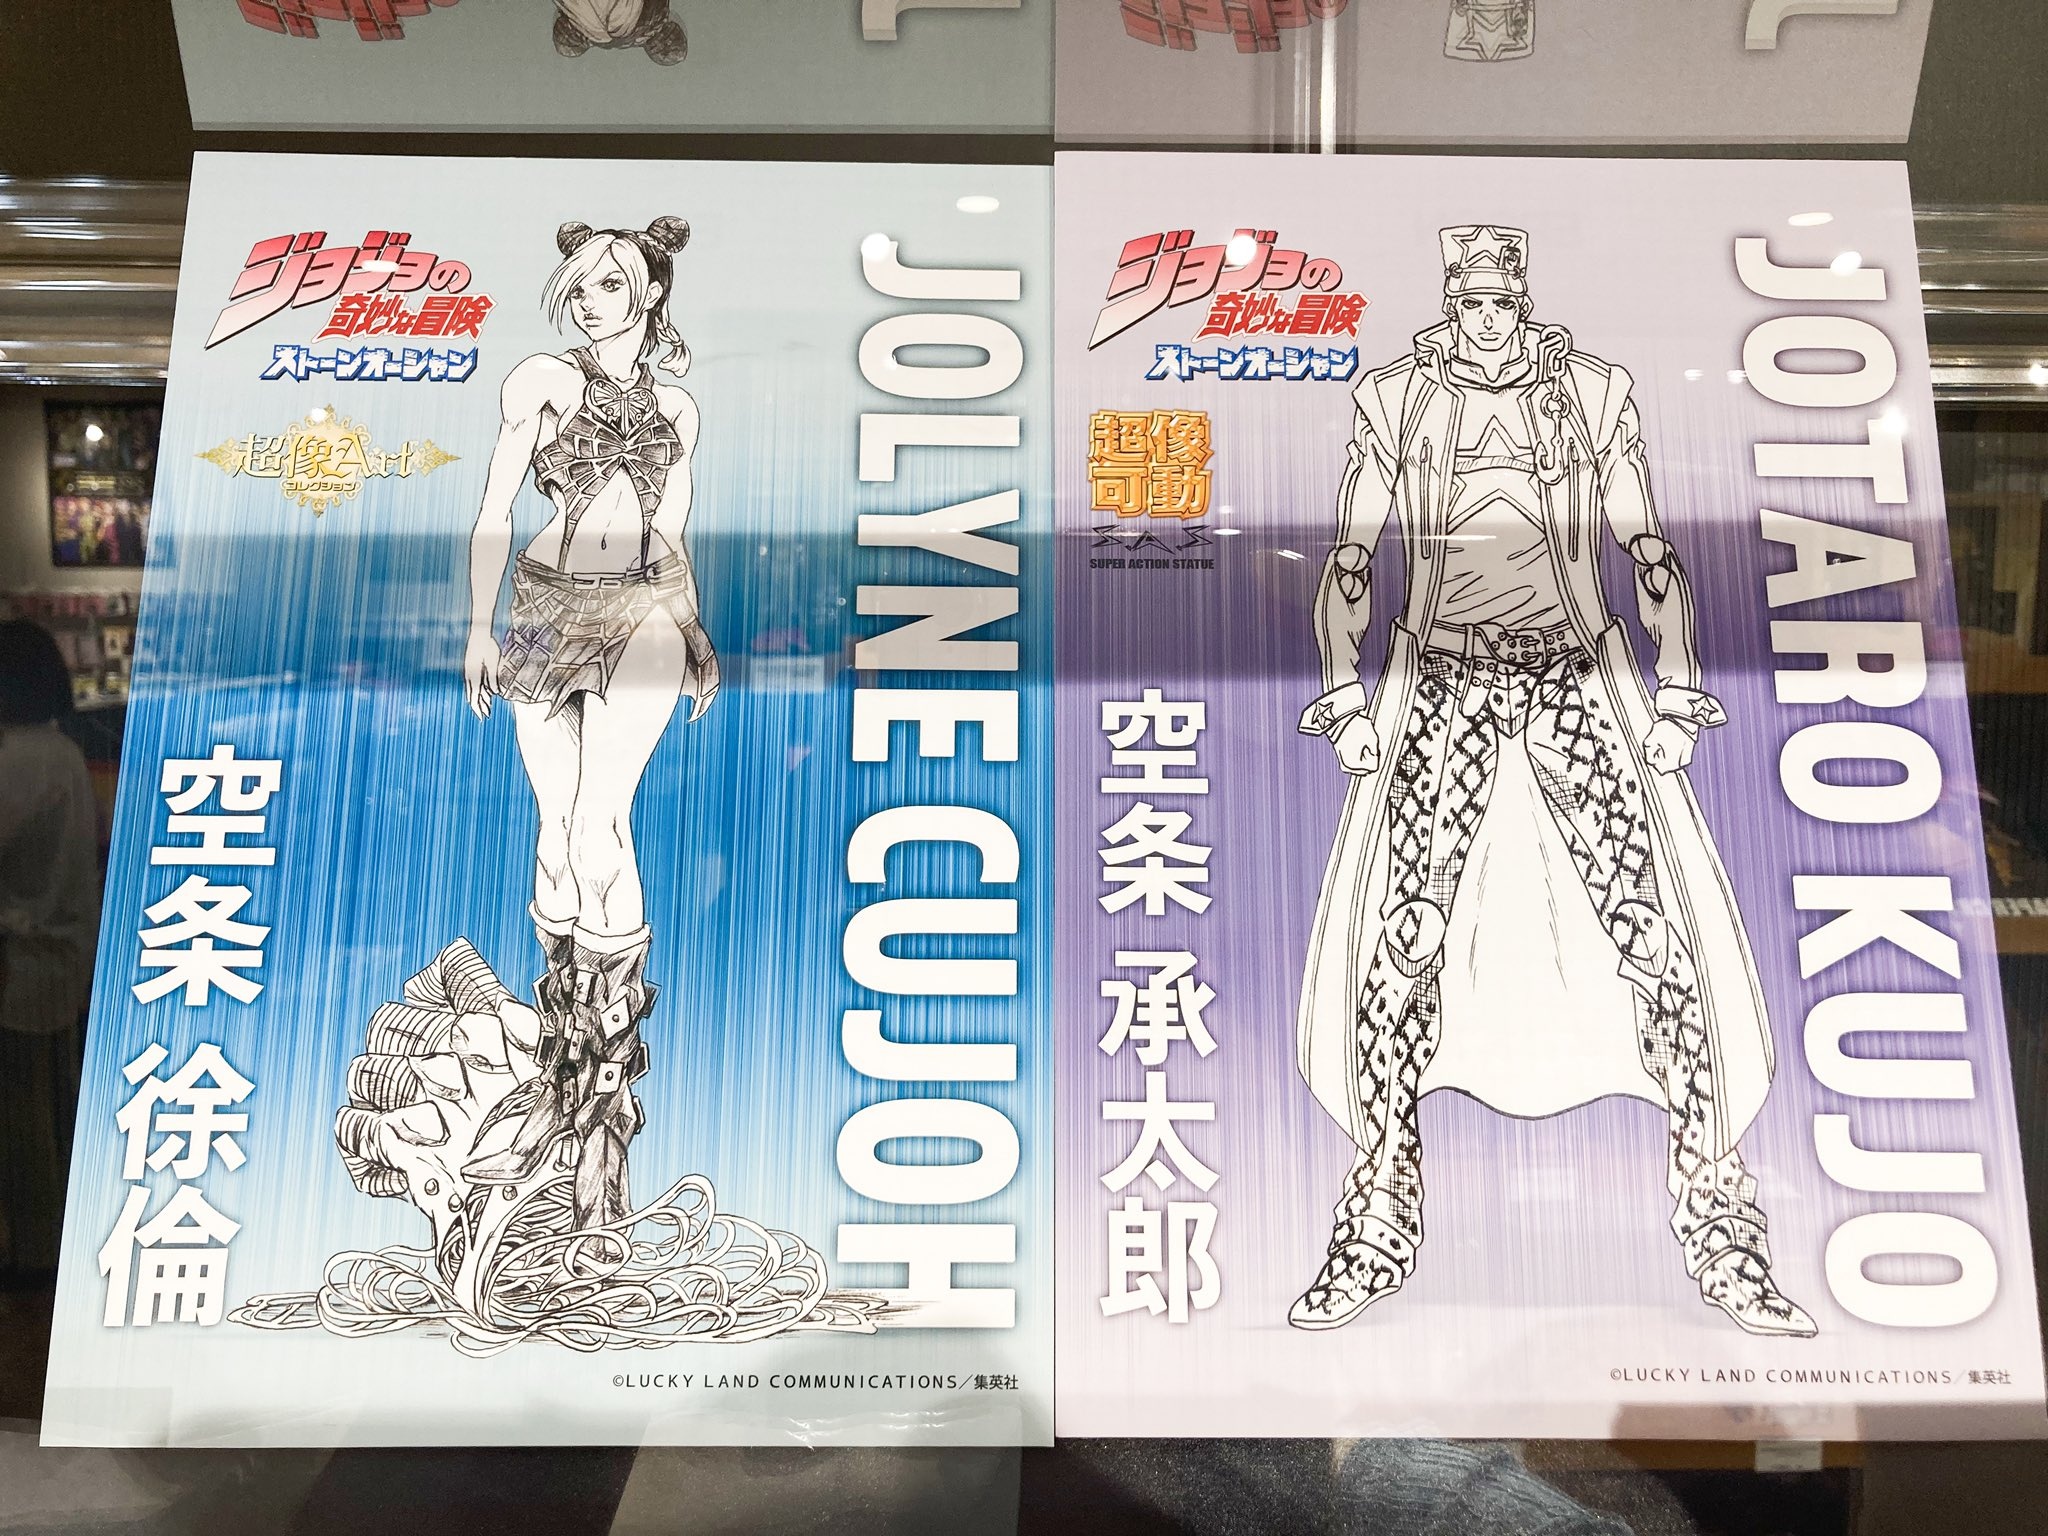 ジョジョの
奇妙な冒険
ストーンオーシャン
超像Art
コレクション
JOLYNE CUJOH
空条 徐倫
©LUCKY LAND COMMUNICATIONS／集英社
ジョジョの
奇妙な冒険
ストーンオーシャン
超像
可動
SAS
SUPER ACTION STATUE
JOTARO KUJO
空条 承太郎
©LUCKY LAND COMMUNICATIONS／集英社